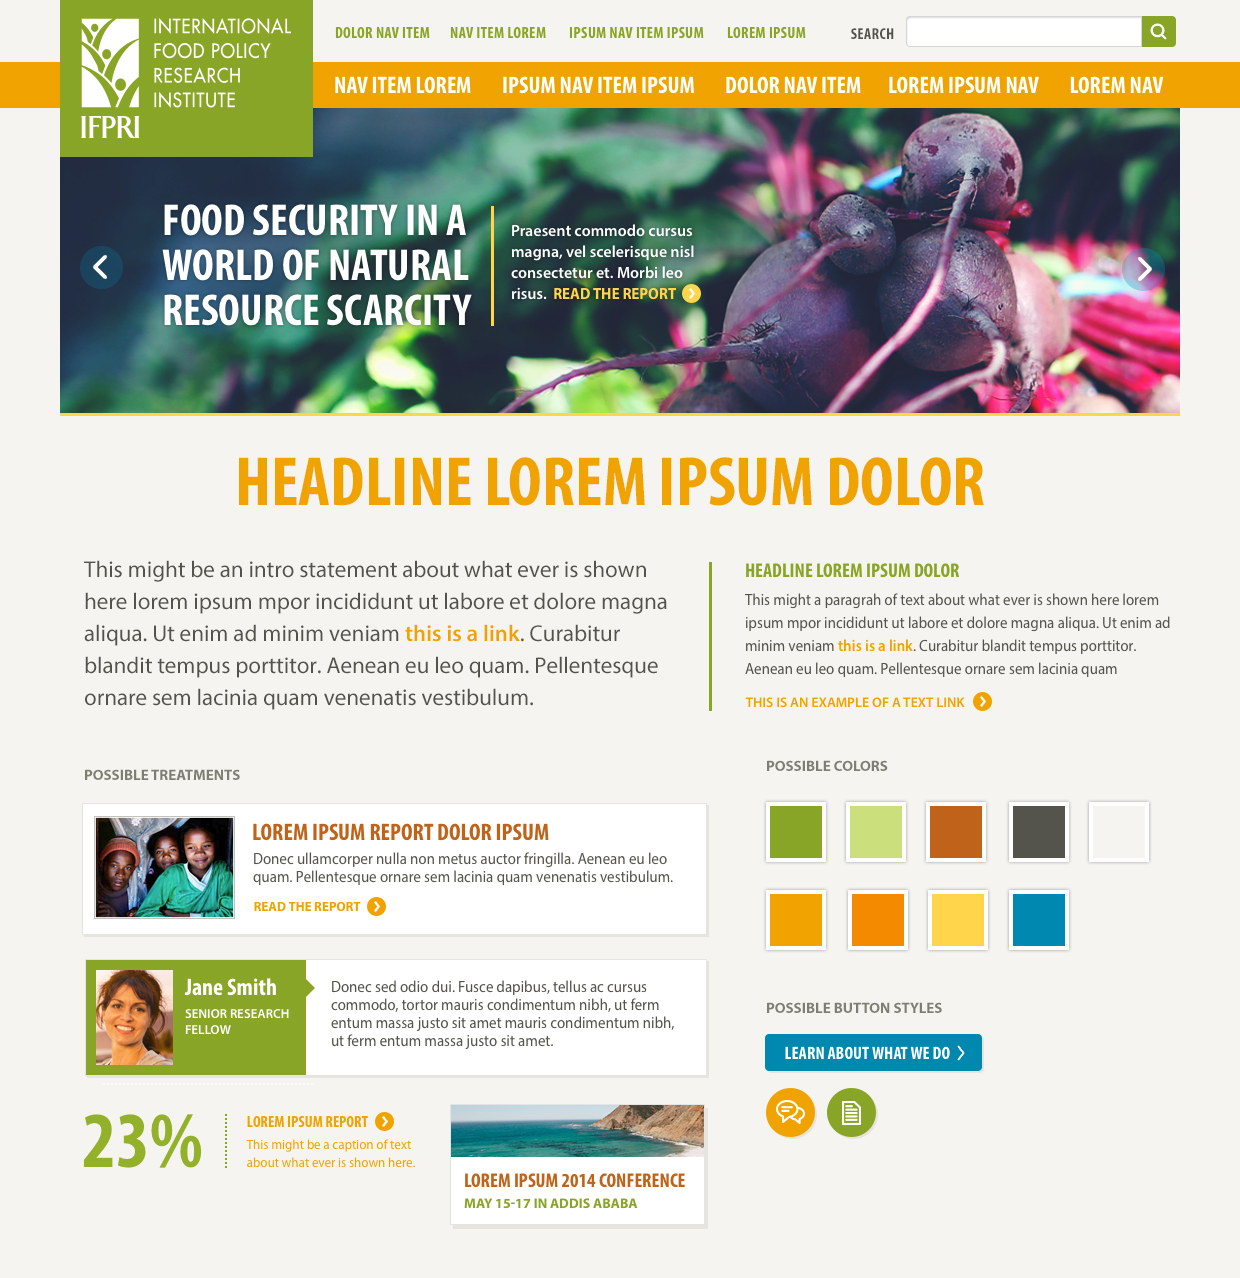 INTERNATIONAL
FOOD POLICY
RESEARCH
INSTITUTE
IFPRI
DOLOR NAV ITEM NAV ITEM LOREM IPSUM NAV ITEM IPSUM LOREM IPSUM SEARCH
NAV ITEM LOREM IPSUM NAV ITEM IPSUM DOLOR NAV ITEM LOREM IPSUM NAV LOREM NAV
FOOD SECURITY IN A
WORLD OF NATURAL
RESOURCE SCARCITY
Praesent commodo cursus
magna, vel scelerisque nisl
consectetur et. Morbi leo
risus. READ THE REPORT
HEADLINE LOREM IPSUM DOLOR
This might be an intro statement about what ever is shown
here lorem ipsum mpor incididunt ut labore et dolore magna
aliqua. Ut enim ad minim veniam this is a link. Curabitur
blandit tempus porttitor. Aenean eu leo quam. Pellentesque
ornare sem lacinia quam venenatis vestibulum.
HEADLINE LOREM IPSUM DOLOR
This might a paragrah of text about what ever is shown here lorem
ipsum mpor incididunt ut labore et dolore magna aliqua. Ut enim ad
minim veniam this is a link. Curabitur blandit tempus porttitor.
Aenean eu leo quam. Pellentesque ornare sem lacinia quam
THIS IS AN EXAMPLE OF A TEXT LINK
POSSIBLE TREATMENTS
LOREM IPSUM REPORT DOLOR IPSUM
Donec ullamcorper nulla non metus auctor fringilla. Aenean eu leo
quam. Pellentesque ornare sem lacinia quam venenatis vestibulum.
READ THE REPORT
Jane Smith
SENIOR RESEARCH
FELLOW
Donec sed odio dui. Fusce dapibus, tellus ac cursus
commodo, tortor mauris condimentum nibh, ut ferm
entum massa justo sit amet mauris condimentum nibh,
ut ferm entum massa justo sit amet.
23%
LOREM IPSUM REPORT
This might be a caption of text
about what ever is shown here.
LOREM IPSUM 2014 CONFERENCE
MAY 15-17 IN ADDIS ABABA
POSSIBLE COLORS
POSSIBLE BUTTON STYLES
LEARN ABOUT WHAT WE DO